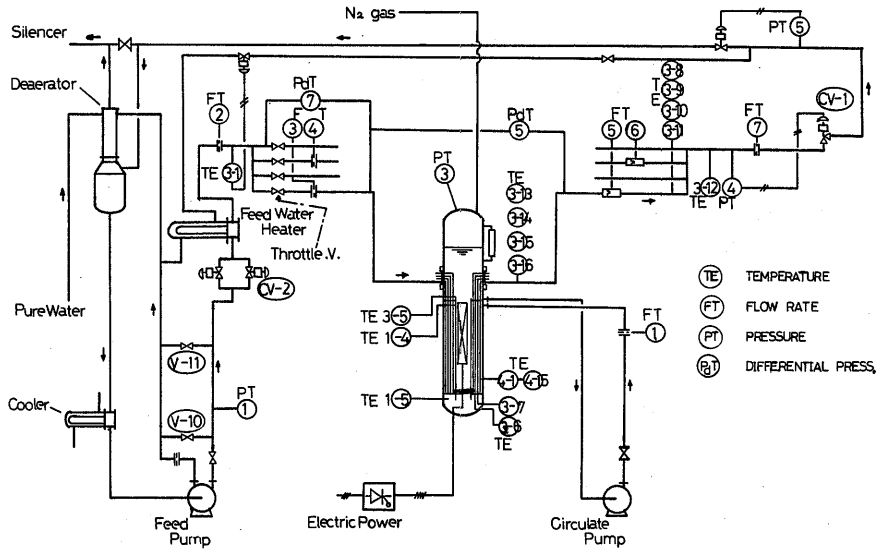 N2 gas
Silencer
PT 5
Deaerator
FT 2
PdT 7
F T
3 4
TE 3-1
PT 3
PdT 5
TE
3-13
3-14
3-15
3-16
FT
5 6
T E
3-8
3-9
3-10
3-11
FT 7
CV-1
3-12 4
TE PT
Feed Water
Heater
Throttle.V.
CV-2
Pure Water
TE 3-5
TE 1-4
TE
4-1 4-15
TE 1-5
3-7
3-6
TE
FT 1
TE TEMPERATURE
FT FLOW RATE
PT PRESSURE
PdT DIFFERENTIAL PRESS.
V-11
Cooler
PT 1
V-10
Feed
Pump
Electric Power
Circulate
Pump